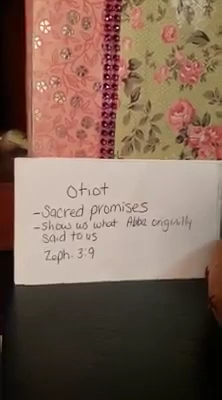 Otiot
- Sacred promises
- Show us what Abba originally
said to us
Zeph. 3:9